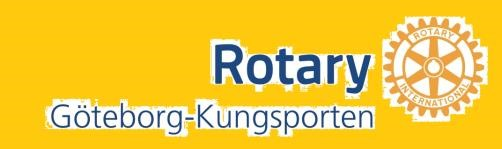 Rotary
Göteborg-Kungsporten
ROTARY
INTERNATIONAL